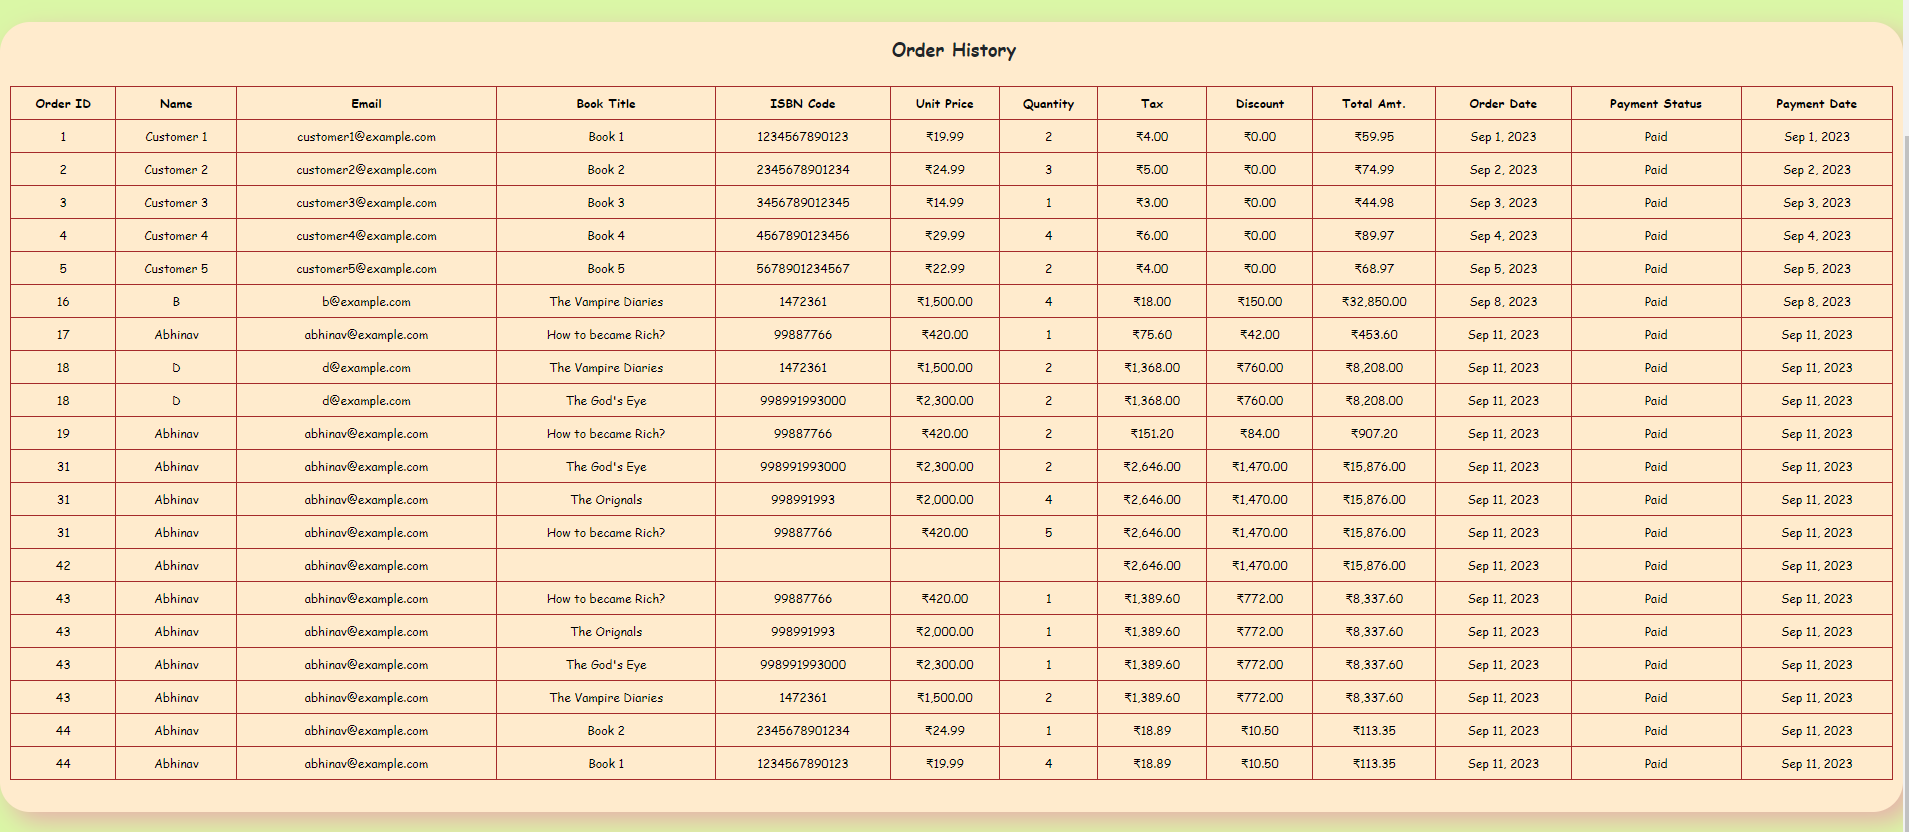 Order History
Order ID Name Email Book Title ISBN Code Unit Price Quantity Tax Discount Total Amt. Order Date Payment Status Payment Date
1 Customer 1 customer1@example.com Book 1 1234567890123 ₹19.99 2 ₹4.00 ₹0.00 ₹59.95 Sep 1, 2023 Paid Sep 1, 2023
2 Customer 2 customer2@example.com Book 2 2345678901234 ₹24.99 3 ₹5.00 ₹0.00 ₹74.99 Sep 2, 2023 Paid Sep 2, 2023
3 Customer 3 customer3@example.com Book 3 3456789012345 ₹14.99 1 ₹3.00 ₹0.00 ₹44.98 Sep 3, 2023 Paid Sep 3, 2023
4 Customer 4 customer4@example.com Book 4 4567890123456 ₹29.99 4 ₹6.00 ₹0.00 ₹89.97 Sep 4, 2023 Paid Sep 4, 2023
5 Customer 5 customer5@example.com Book 5 5678901234567 ₹22.99 2 ₹4.00 ₹0.00 ₹68.97 Sep 5, 2023 Paid Sep 5, 2023
16 B b@example.com The Vampire Diaries 1472361 ₹1,500.00 4 ₹18.00 ₹150.00 ₹32,850.00 Sep 8, 2023 Paid Sep 8, 2023
17 Abhinav abhinav@example.com How to became Rich? 99887766 ₹420.00 1 ₹75.60 ₹42.00 ₹453.60 Sep 11, 2023 Paid Sep 11, 2023
18 D d@example.com The Vampire Diaries 1472361 ₹1,500.00 2 ₹1,368.00 ₹760.00 ₹8,208.00 Sep 11, 2023 Paid Sep 11, 2023
18 D d@example.com The God's Eye 998991993000 ₹2,300.00 2 ₹1,368.00 ₹760.00 ₹8,208.00 Sep 11, 2023 Paid Sep 11, 2023
19 Abhinav abhinav@example.com How to became Rich? 99887766 ₹420.00 2 ₹151.20 ₹84.00 ₹907.20 Sep 11, 2023 Paid Sep 11, 2023
31 Abhinav abhinav@example.com The God's Eye 998991993000 ₹2,300.00 2 ₹2,646.00 ₹1,470.00 ₹15,876.00 Sep 11, 2023 Paid Sep 11, 2023
31 Abhinav abhinav@example.com The Orignals 998991993 ₹2,000.00 4 ₹2,646.00 ₹1,470.00 ₹15,876.00 Sep 11, 2023 Paid Sep 11, 2023
31 Abhinav abhinav@example.com How to became Rich? 99887766 ₹420.00 5 ₹2,646.00 ₹1,470.00 ₹15,876.00 Sep 11, 2023 Paid Sep 11, 2023
42 Abhinav abhinav@example.com ₹2,646.00 ₹1,470.00 ₹15,876.00 Sep 11, 2023 Paid Sep 11, 2023
43 Abhinav abhinav@example.com How to became Rich? 99887766 ₹420.00 1 ₹1,389.60 ₹772.00 ₹8,337.60 Sep 11, 2023 Paid Sep 11, 2023
43 Abhinav abhinav@example.com The Orignals 998991993 ₹2,000.00 1 ₹1,389.60 ₹772.00 ₹8,337.60 Sep 11, 2023 Paid Sep 11, 2023
43 Abhinav abhinav@example.com The God's Eye 998991993000 ₹2,300.00 1 ₹1,389.60 ₹772.00 ₹8,337.60 Sep 11, 2023 Paid Sep 11, 2023
43 Abhinav abhinav@example.com The Vampire Diaries 1472361 ₹1,500.00 2 ₹1,389.60 ₹772.00 ₹8,337.60 Sep 11, 2023 Paid Sep 11, 2023
44 Abhinav abhinav@example.com Book 2 2345678901234 ₹24.99 1 ₹18.89 ₹10.50 ₹113.35 Sep 11, 2023 Paid Sep 11, 2023
44 Abhinav abhinav@example.com Book 1 1234567890123 ₹19.99 4 ₹18.89 ₹10.50 ₹113.35 Sep 11, 2023 Paid Sep 11, 2023